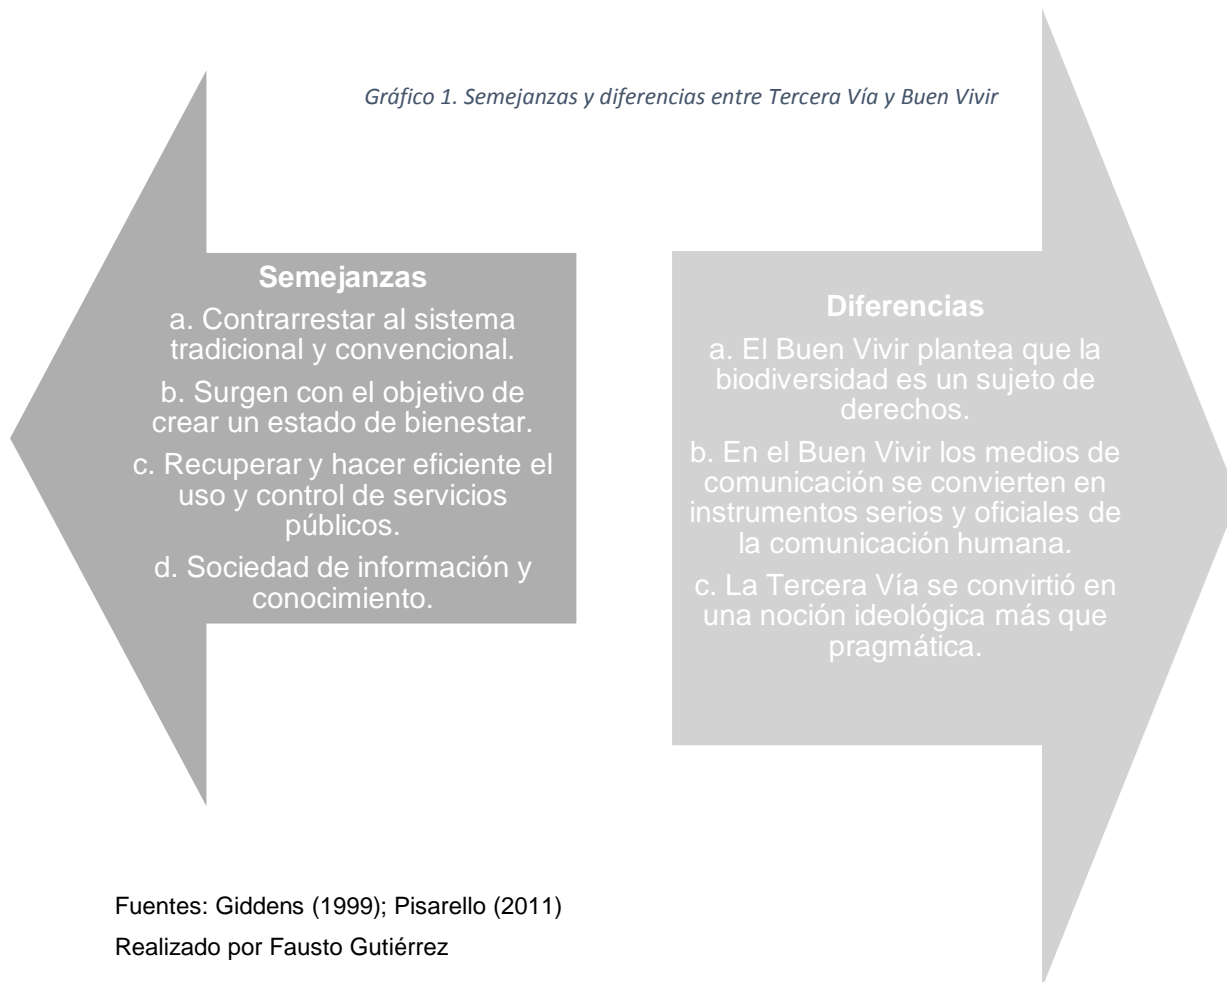 Gráfico 1. Semejanzas y diferencias entre Tercera Vía y Buen Vivir
Semejanzas
a. Contrarrestar al sistema
tradicional y convencional.
b. Surgen con el objetivo de
crear un estado de bienestar.
c. Recuperar y hacer eficiente el
uso y control de servicios
públicos.
d. Sociedad de información y
conocimiento.
Diferencias
a. El Buen Vivir plantea que la
biodiversidad es un sujeto de
derechos.
b. En el Buen Vivir los medios de
comunicación se convierten en
instrumentos serios y oficiales de
la comunicación humana.
c. La Tercera Vía se convirtió en
una noción ideológica más que
pragmática.
Fuentes: Giddens (1999); Pisarello (2011)
Realizado por Fausto Gutiérrez